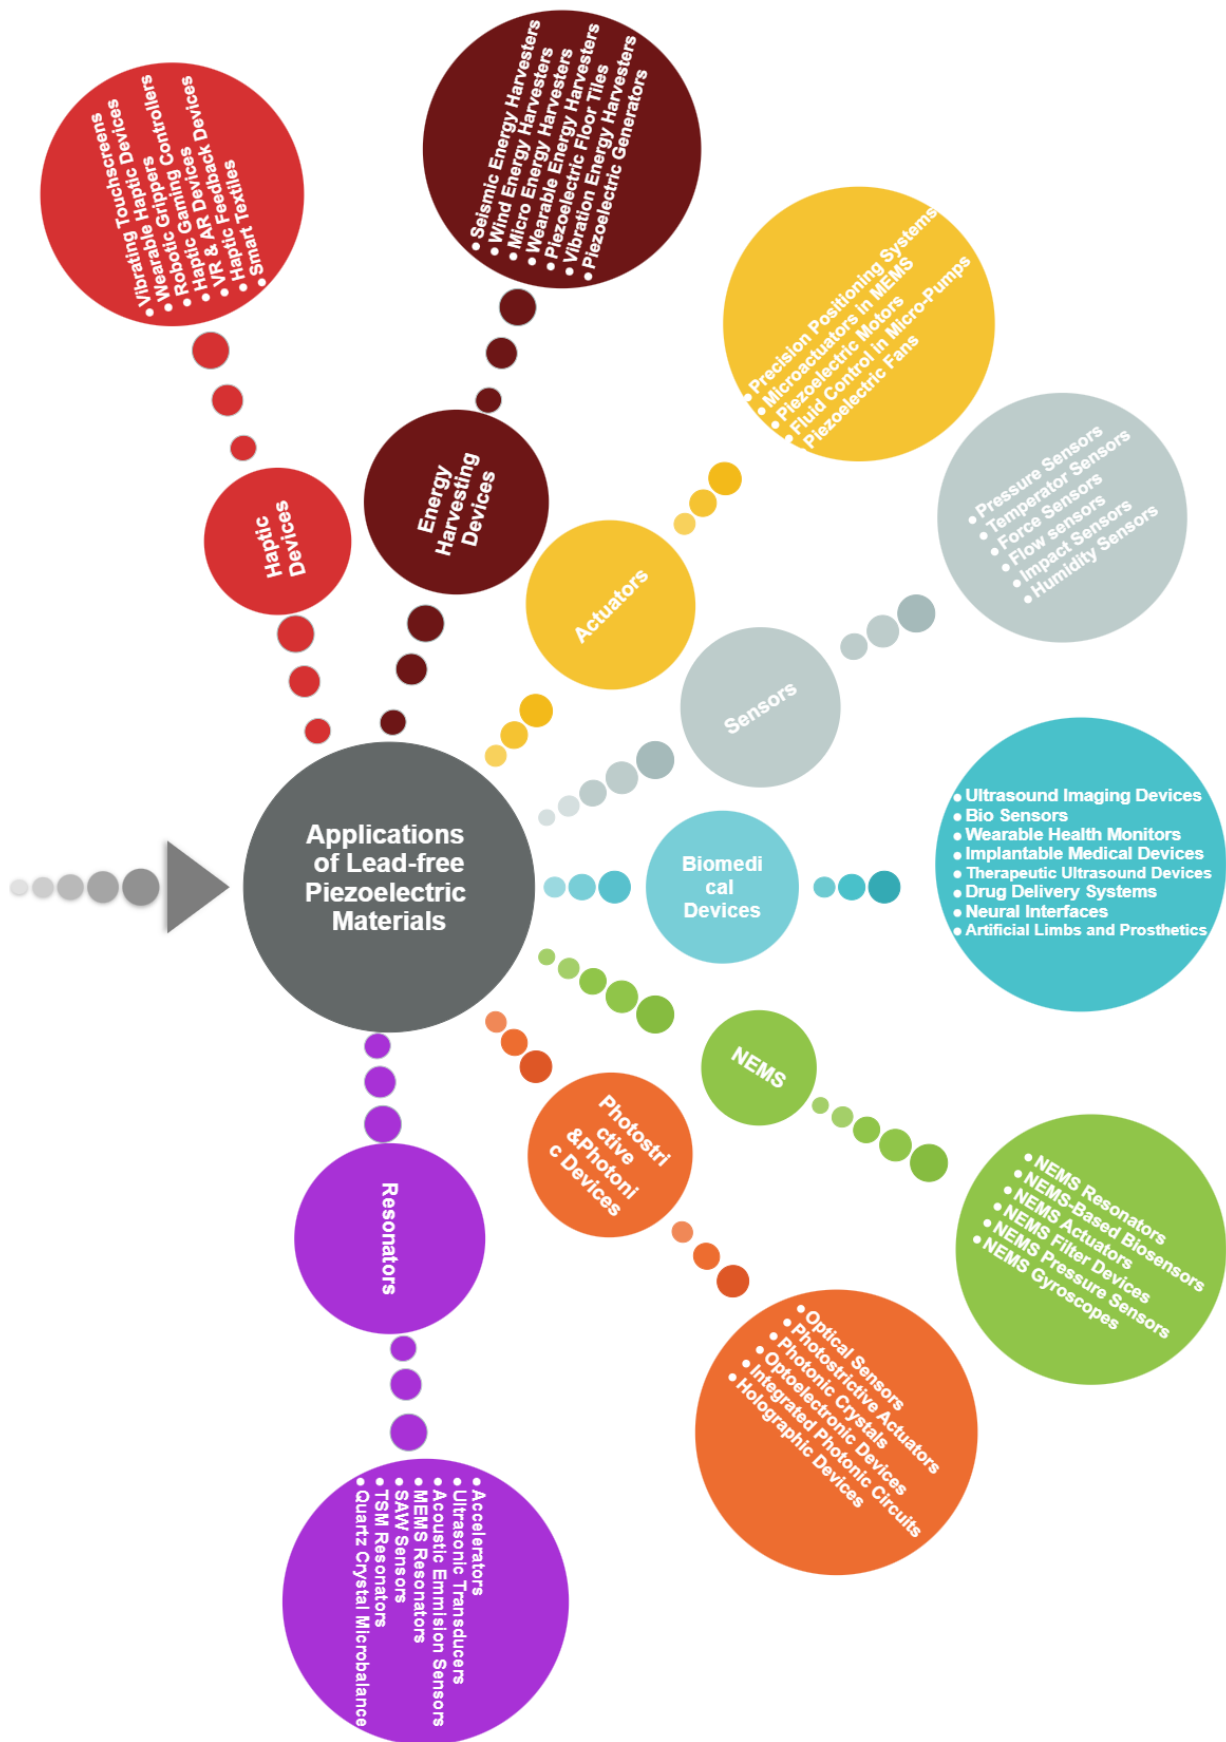 Vibrating Touchscreens
Wearable Haptic Devices
Robotic Grippers
Haptic Gaming Controllers
VR & AR Devices
Haptic Feedback Devices
Smart Textiles
Haptic
Devices
• Seismic Energy Harvesters
• Wind Energy Harvesters
• Micro Energy Harvesters
• Wearable Energy Harvesters
• Piezoelectric Floor Tiles
• Vibration Energy Harvesters
• Piezoelectric Generators
Energy
Harvesting
Devices
• Precision Positioning Systems
• Microactuators in MEMS
• Piezoelectric Motors
• Fluid Control in Micro-Pumps
• Piezoelectric Fans
Actuators
• Pressure Sensors
• Temperator Sensors
• Force Sensors
• Flow sensors
• Impact Sensors
• Humidity Sensors
Sensors
Applications
of Lead-free
Piezoelectric
Materials
Biomedi
cal
Devices
• Ultrasound Imaging Devices
• Bio Sensors
• Wearable Health Monitors
• Implantable Medical Devices
• Therapeutic Ultrasound Devices
• Drug Delivery Systems
• Neural Interfaces
• Artificial Limbs and Prosthetics
NEMS
• NEMS Resonators
• NEMS-Based Biosensors
• NEMS Actuators
• NEMS Filter Devices
• NEMS Pressure Sensors
• NEMS Gyroscopes
Photostri
ctive
&Photoni
c Devices
• Optical Sensors
• Photostrictive Actuators
• Photonic Crystals
• Optoelectronic Devices
• Integrated Photonic Circuits
• Holographic Devices
Resonators
• Accelerators
• Ultrasonic Transducers
• Acoustic Emmision Sensors
• MEMS Resonators
• SAW Sensors
• TSM Resonators
• Quartz Crystal Microbalance